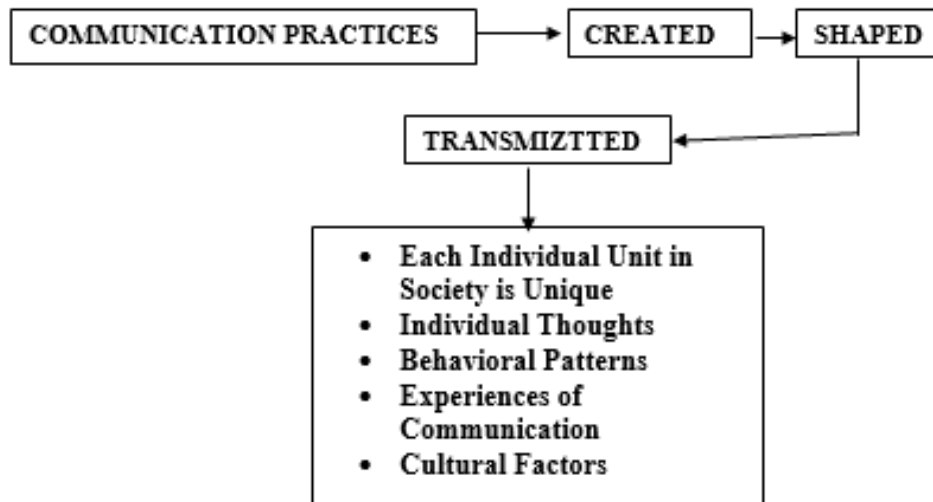 COMMUNICATION PRACTICES
CREATED
SHAPED
TRANSMIZTTED
• Each Individual Unit in
Society is Unique
• Individual Thoughts
• Behavioral Patterns
• Experiences of
Communication
• Cultural Factors